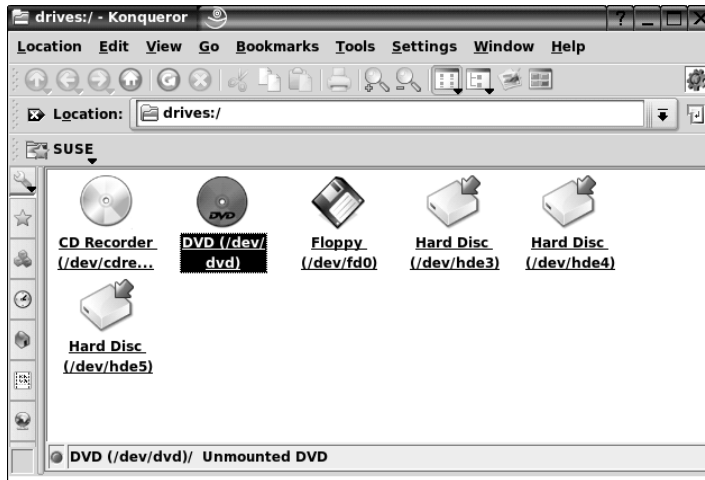 drives:/ - Konqueror
Location Edit View Go Bookmarks Tools Settings Window Help
Location: drives:/
SUSE
CD Recorder
(/dev/cdre...
DVD (/dev/
dvd)
Floppy
(/dev/fd0)
Hard Disc
(/dev/hde3)
Hard Disc
(/dev/hde4)
Hard Disc
(/dev/hde5)
DVD (/dev/dvd)/ Unmounted DVD